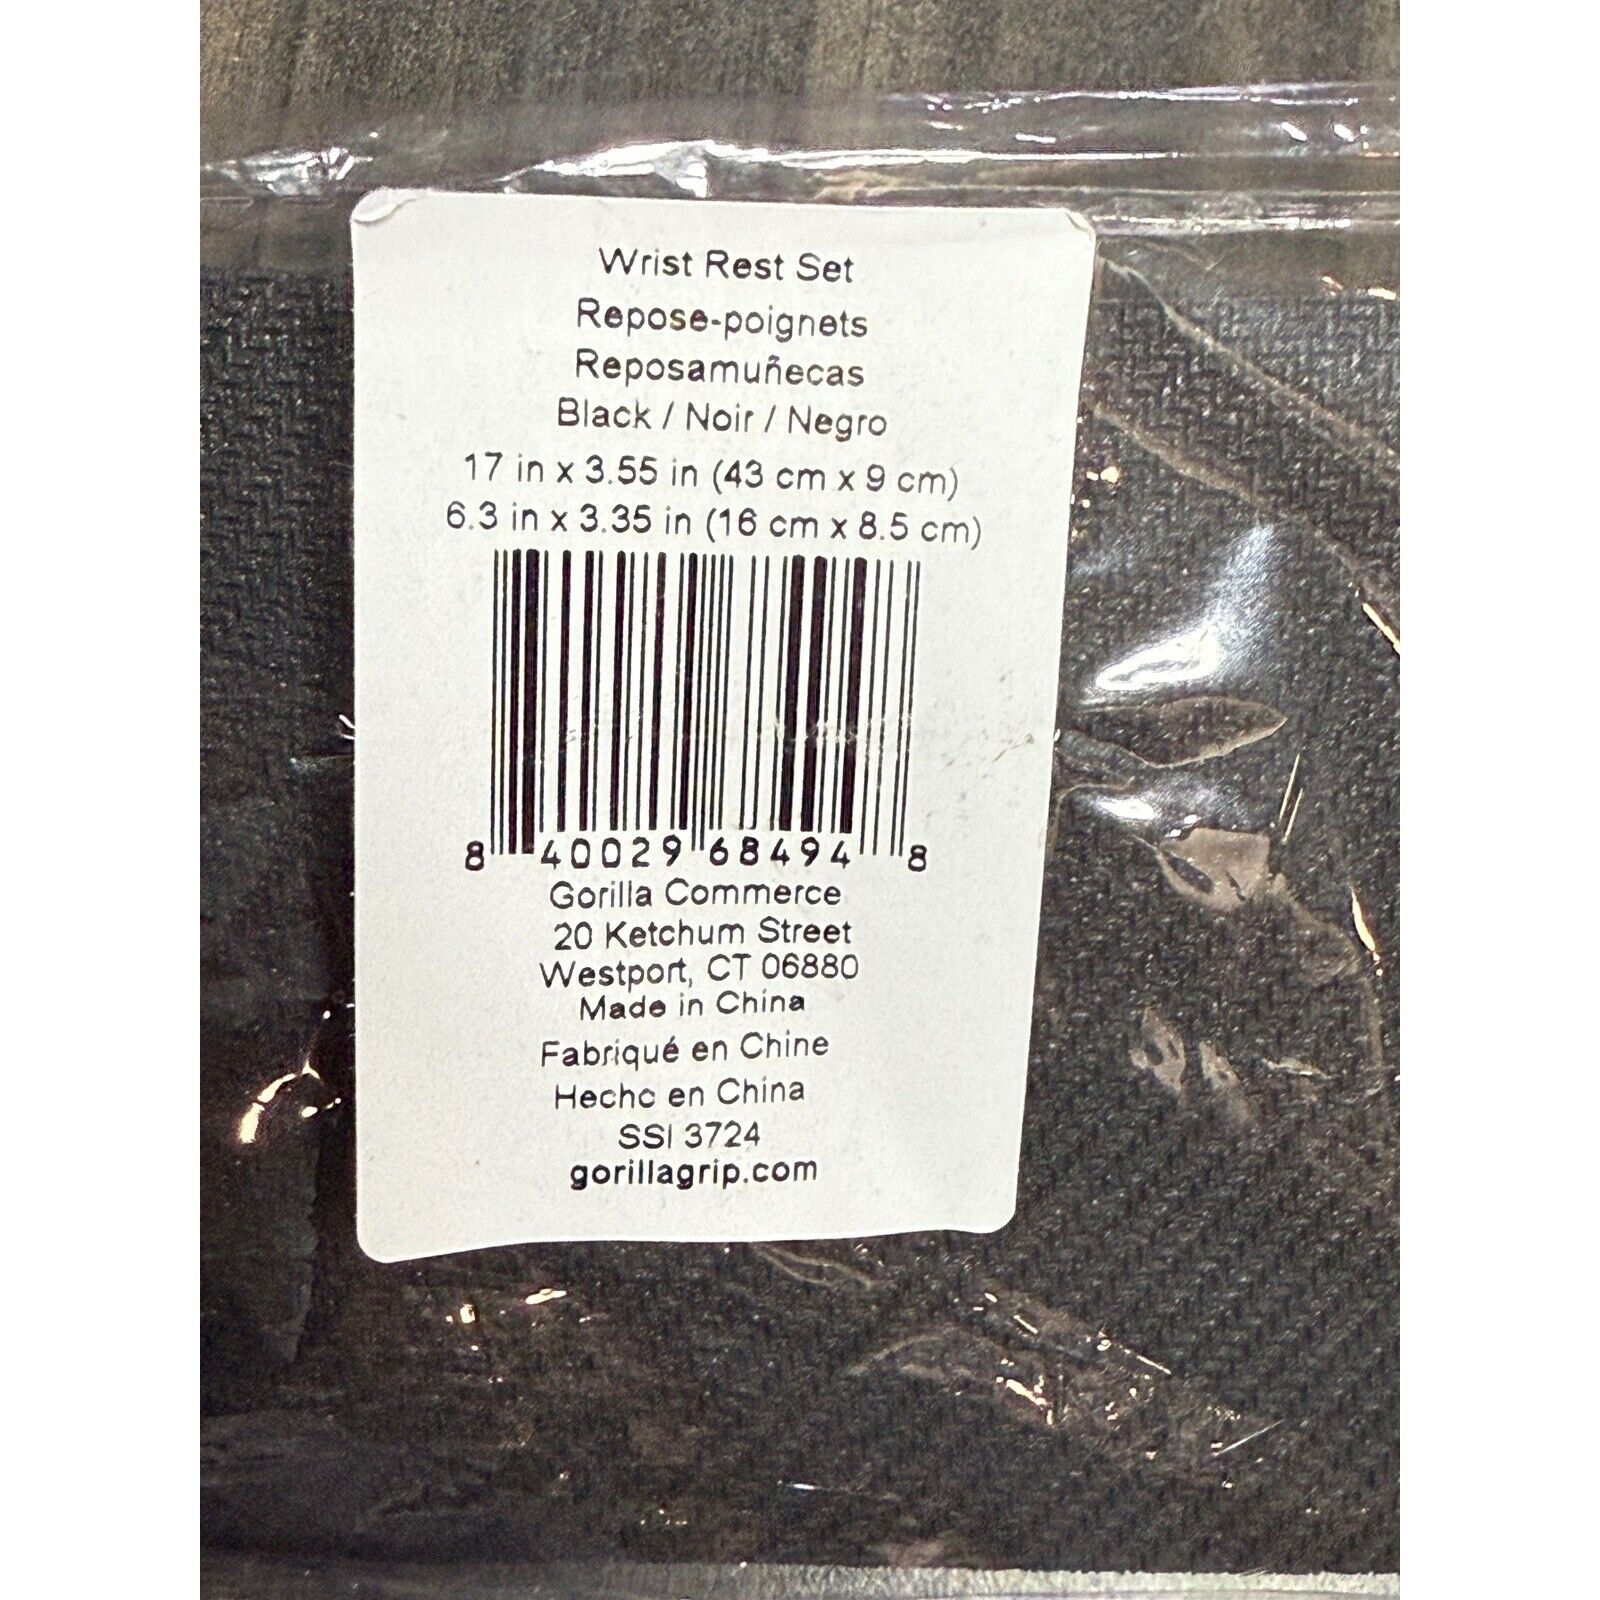 Wrist Rest Set
Repose-poignets
Reposamuñecas
Black / Noir / Negro
17 in x 3.55 in (43 cm x 9 cm)
6.3 in x 3.35 in (16 cm x 8.5 cm)
8 40029 68494 8
Gorilla Commerce
20 Ketchum Street
Westport, CT 06880
Made in China
Fabriqué en Chine
Hecho en China
SSI 3724
gorillagrip.com